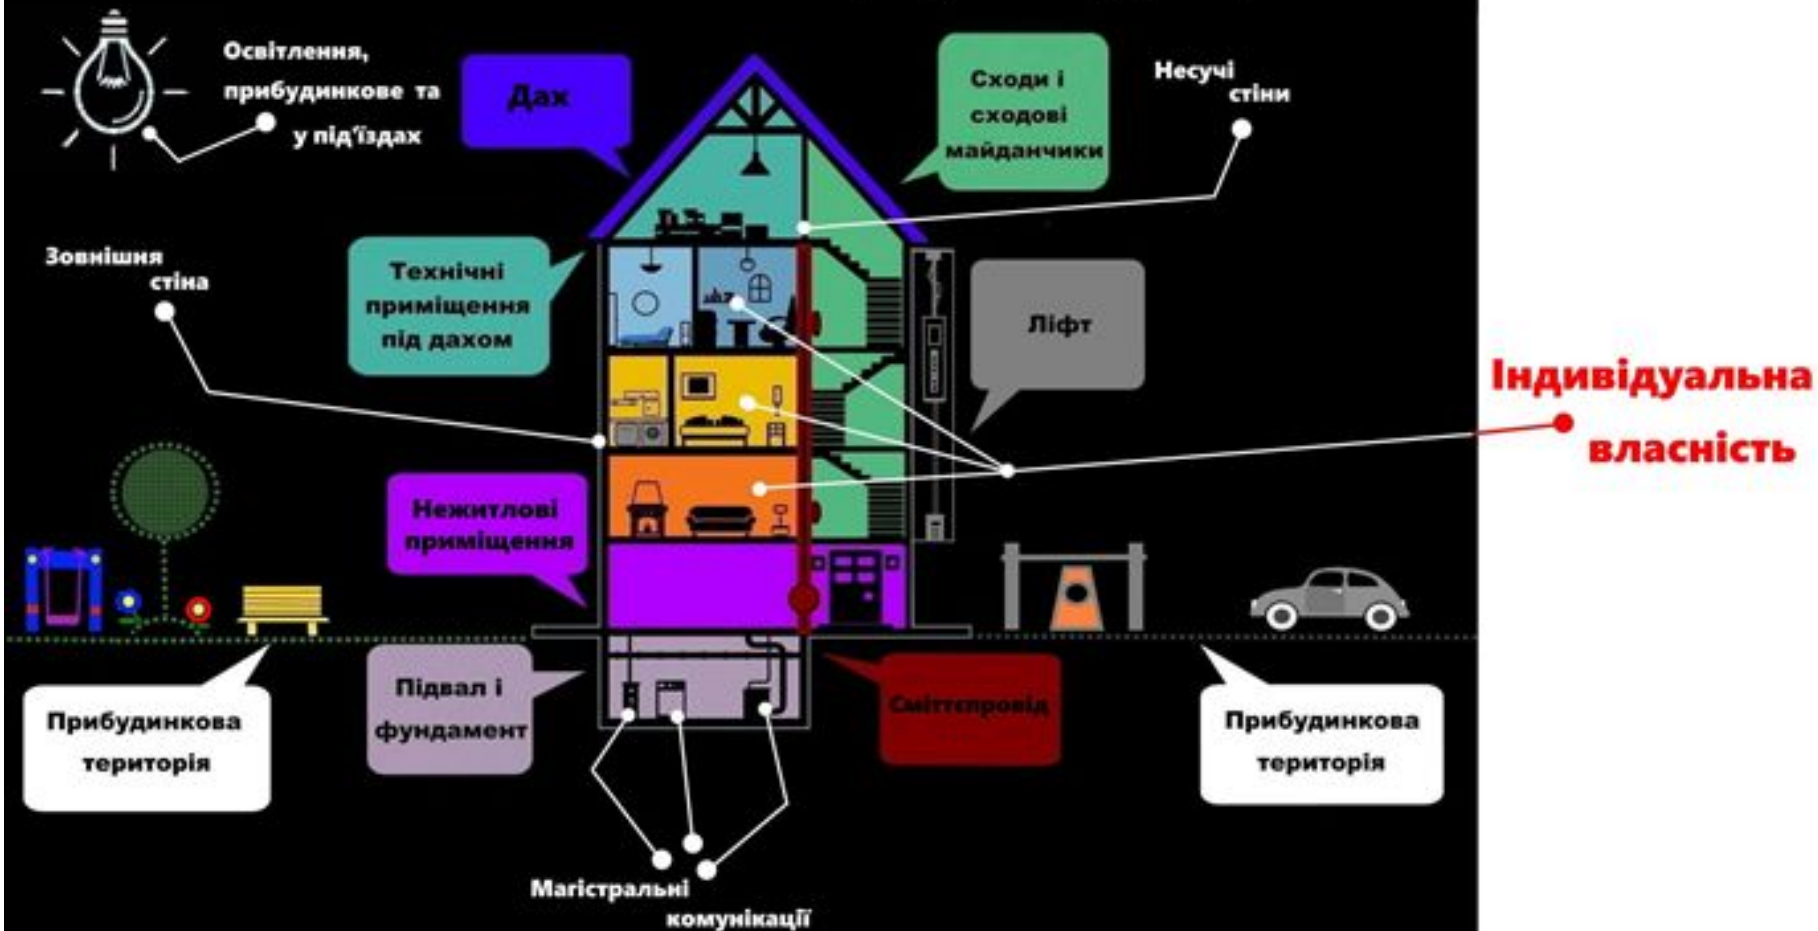 Освітлення,
прибудинкове та
у під'їздах
Дах
Сходи і
сходові
майданчики
Несучі
стіни
Зовнішня
стіна
Технічні
приміщення
під дахом
Ліфт
Індивідуальна
власність
Нежитлові
приміщення
Прибудинкова
територія
Підвал і
фундамент
Сміттєпровід
Прибудинкова
територія
Магістральні
комунікації